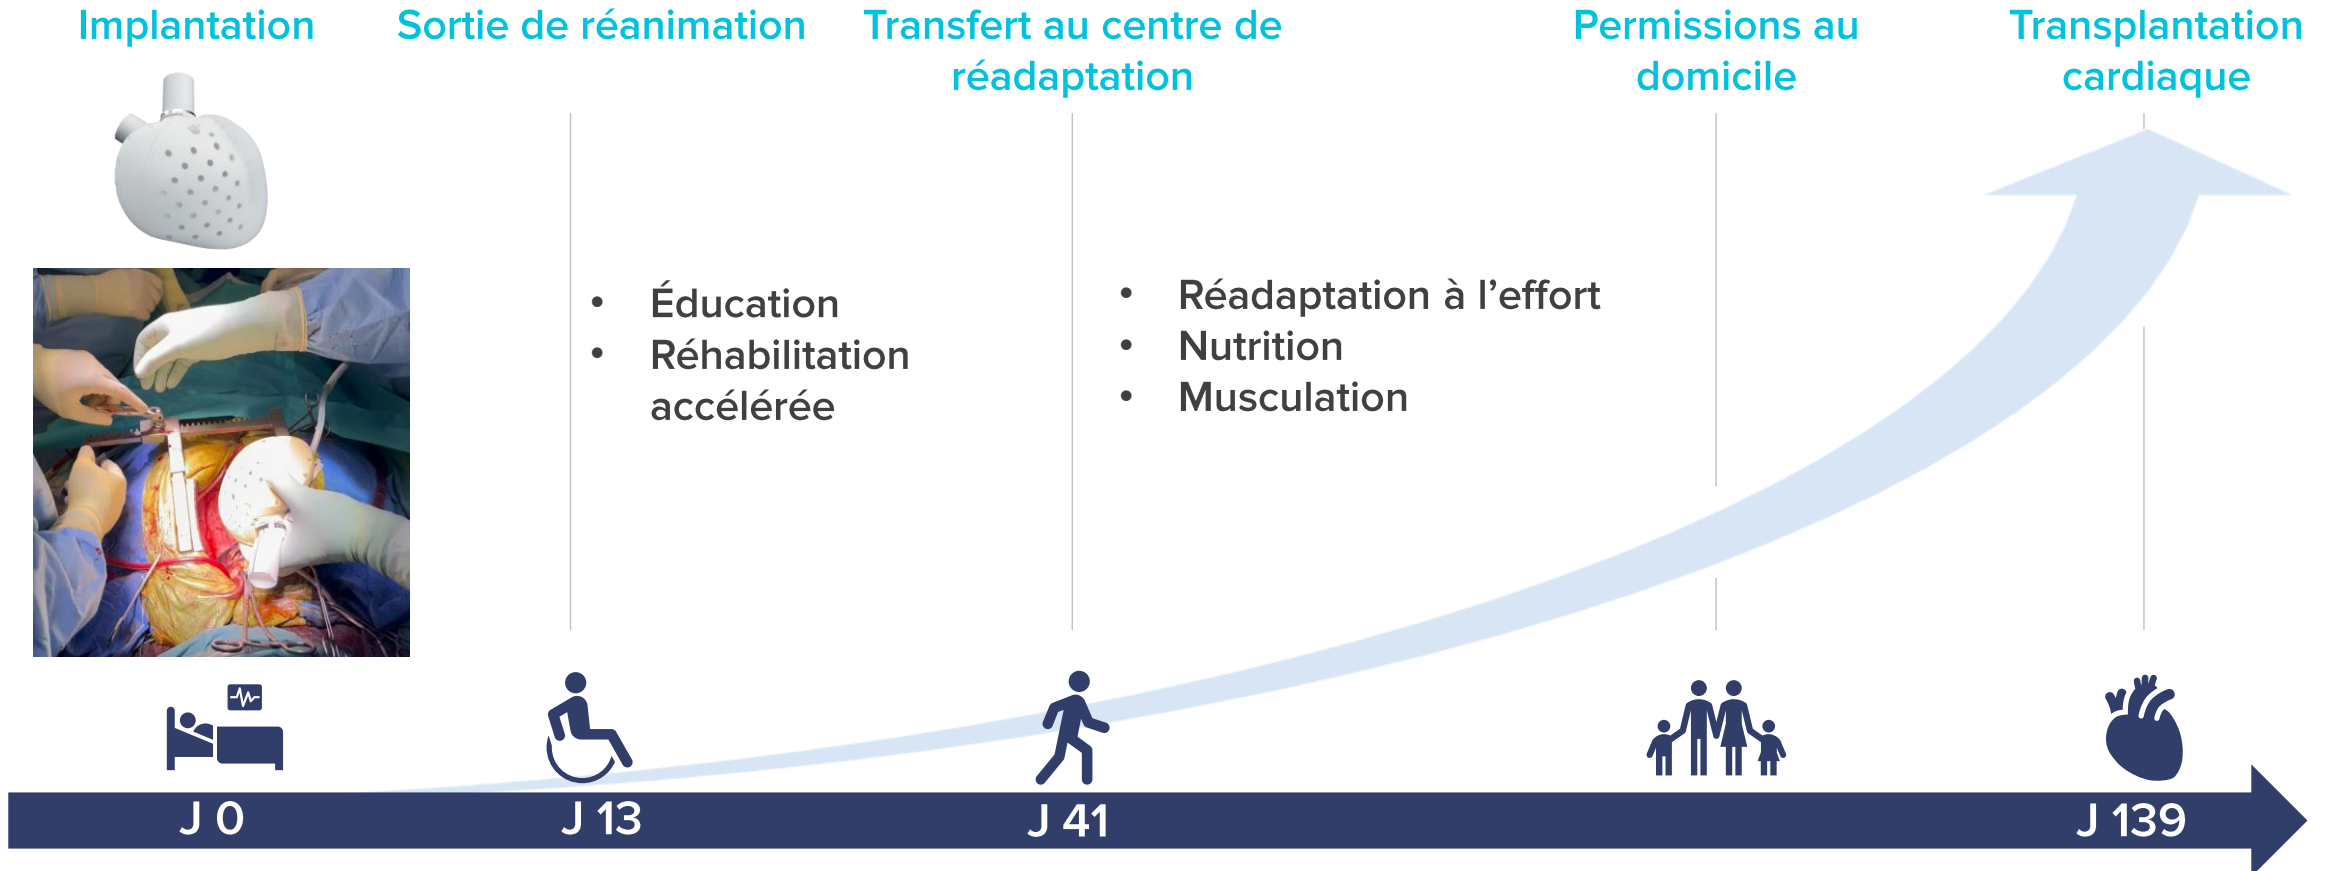 Implantation
Sortie de réanimation
Transfert au centre de
réadaptation
Permissions au
domicile
Transplantation
cardiaque
• Éducation
• Réhabilitation
accélérée
• Réadaptation à l’effort
• Nutrition
• Musculation
J 0
J 13
J 41
J 139